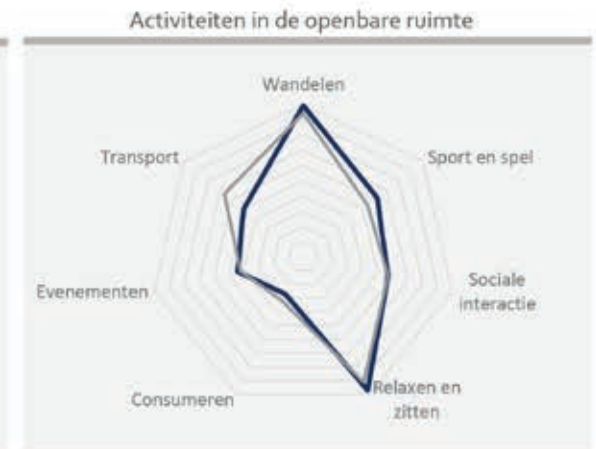 Activiteiten in de openbare ruimte
Wandelen
Transport
Sport en spel
Evenementen
Sociale
interactie
Consumeren
Relaxen en
zitten